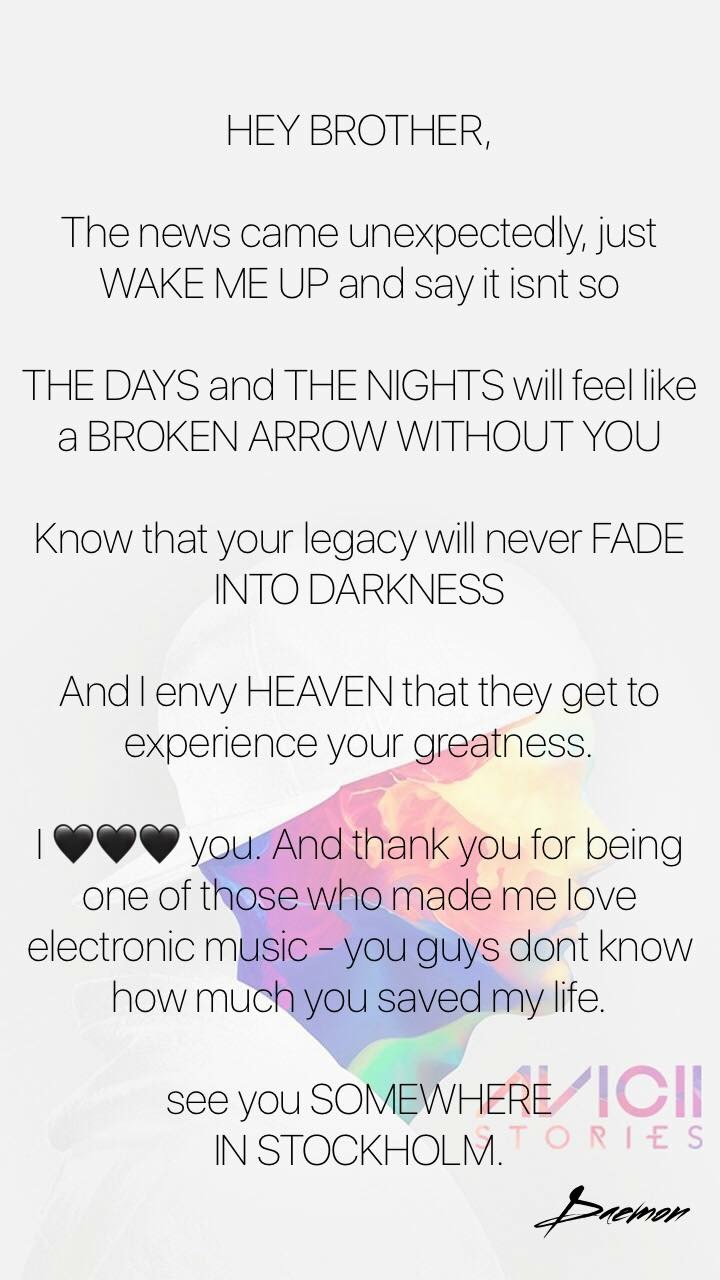 HEY BROTHER,
The news came unexpectedly, just
WAKE ME UP and say it isnt so
THE DAYS and THE NIGHTS will feel like
a BROKEN ARROW WITHOUT YOU
Know that your legacy will never FADE
INTO DARKNESS
And I envy HEAVEN that they get to
experience your greatness.
I 🖤🖤🖤 you. And thank you for being
one of those who made me love
electronic music - you guys dont know
how much you saved my life.
see you SOMEWHERE
IN STOCKHOLM.
AVICII
STORIES
Daemon